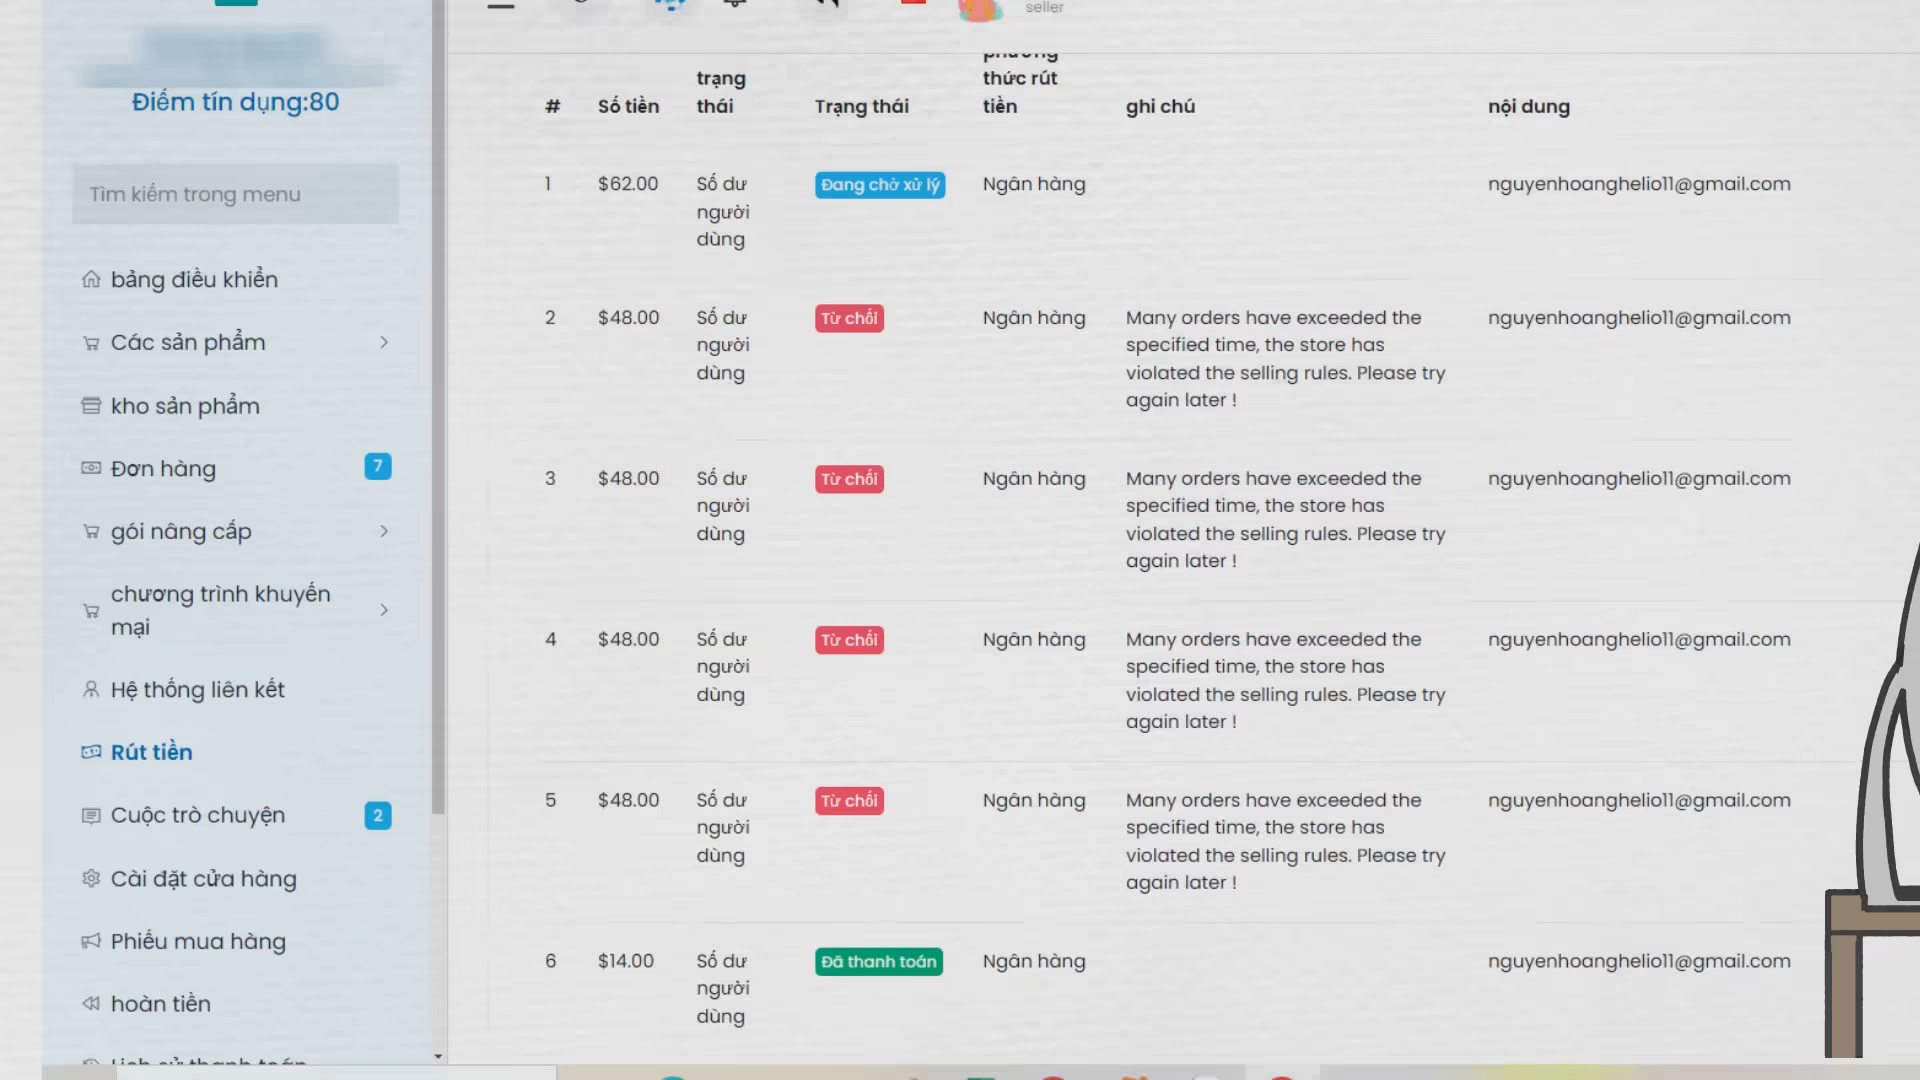 seller
Điểm tín dụng:80
Tìm kiếm trong menu
bảng điều khiển
Các sản phẩm
kho sản phẩm
Đơn hàng 7
gói nâng cấp
chương trình khuyến
mại
Hệ thống liên kết
Rút tiền
Cuộc trò chuyện 2
Cài đặt cửa hàng
Phiếu mua hàng
hoàn tiền
Lịch sử thanh toán
phương
trạng thức rút
# Số tiền thái Trạng thái tiền ghi chú nội dung
1 $62.00 Số dư Đang chờ xử lý Ngân hàng nguyenhoanghelio11@gmail.com
người
dùng
2 $48.00 Số dư Từ chối Ngân hàng Many orders have exceeded the nguyenhoanghelio11@gmail.com
người specified time, the store has
dùng violated the selling rules. Please try
again later !
3 $48.00 Số dư Từ chối Ngân hàng Many orders have exceeded the nguyenhoanghelio11@gmail.com
người specified time, the store has
dùng violated the selling rules. Please try
again later !
4 $48.00 Số dư Từ chối Ngân hàng Many orders have exceeded the nguyenhoanghelio11@gmail.com
người specified time, the store has
dùng violated the selling rules. Please try
again later !
5 $48.00 Số dư Từ chối Ngân hàng Many orders have exceeded the nguyenhoanghelio11@gmail.com
người specified time, the store has
dùng violated the selling rules. Please try
again later !
6 $14.00 Số dư Đã thanh toán Ngân hàng nguyenhoanghelio11@gmail.com
người
dùng